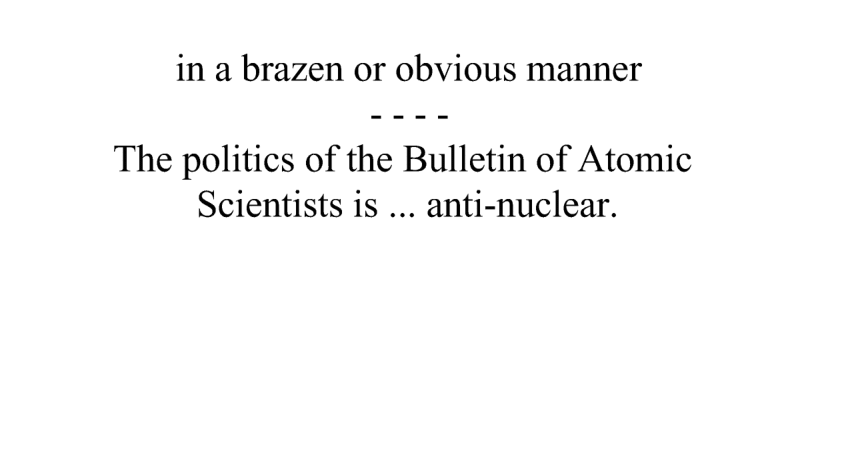 in a brazen or obvious manner
- - - -
The politics of the Bulletin of Atomic
Scientists is ... anti-nuclear.